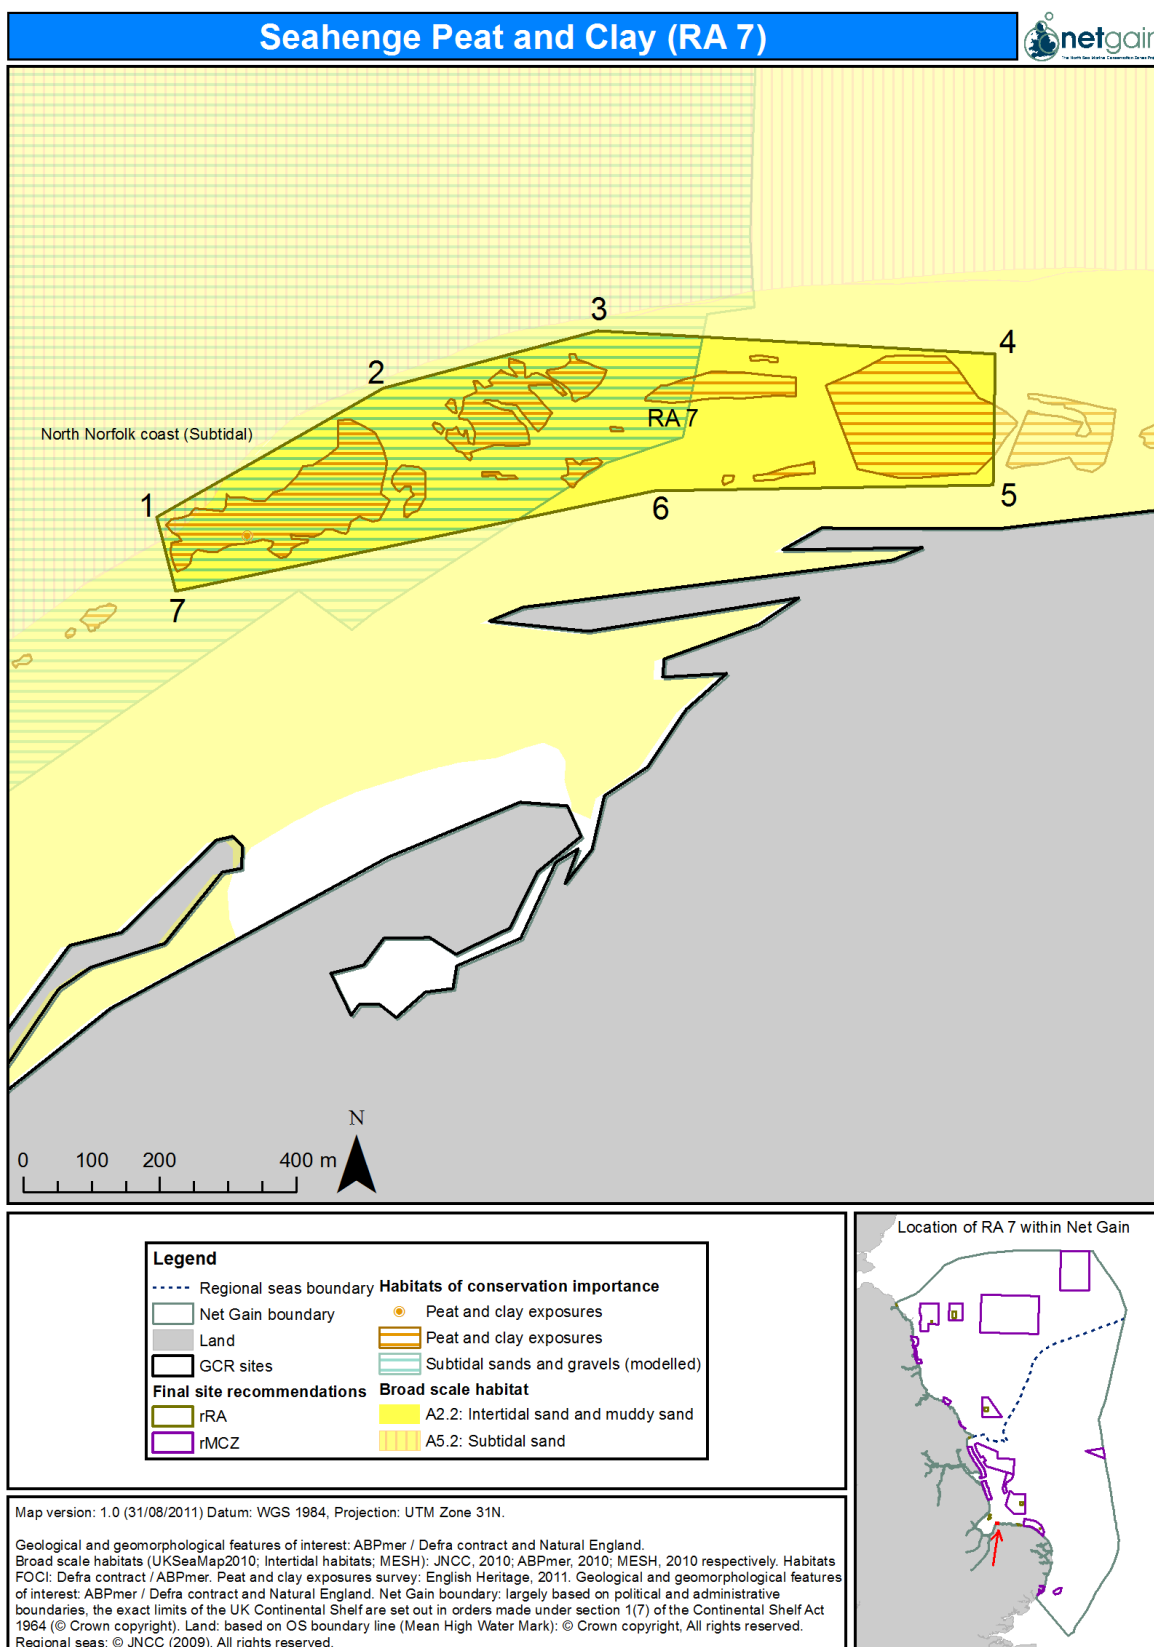 Seahenge Peat and Clay (RA 7)
netgain
3
4
2
RA 7
North Norfolk coast (Subtidal)
1
5
6
7
N
0 100 200 400 m
Legend
Regional seas boundary
Net Gain boundary
Land
GCR sites
Final site recommendations
rRA
rMCZ
Habitats of conservation importance
Peat and clay exposures
Peat and clay exposures
Subtidal sands and gravels (modelled)
Broad scale habitat
A2.2: Intertidal sand and muddy sand
A5.2: Subtidal sand
Location of RA 7 within Net Gain
Map version: 1.0 (31/08/2011) Datum: WGS 1984, Projection: UTM Zone 31N.
Geological and geomorphological features of interest: ABPmer / Defra contract and Natural England.
Broad scale habitats (UKSeaMap2010; Intertidal habitats; MESH): JNCC, 2010; ABPmer, 2010; MESH, 2010 respectively. Habitats
FOCI: Defra contract / ABPmer. Peat and clay exposures survey: English Heritage, 2011. Geological and geomorphological features
of interest: ABPmer / Defra contract and Natural England. Net Gain boundary: largely based on political and administrative
boundaries, the exact limits of the UK Continental Shelf are set out in orders made under section 1(7) of the Continental Shelf Act
1964 (© Crown copyright). Land: based on OS boundary line (Mean High Water Mark): © Crown copyright, All rights reserved.
Regional seas: © JNCC (2009). All rights reserved.